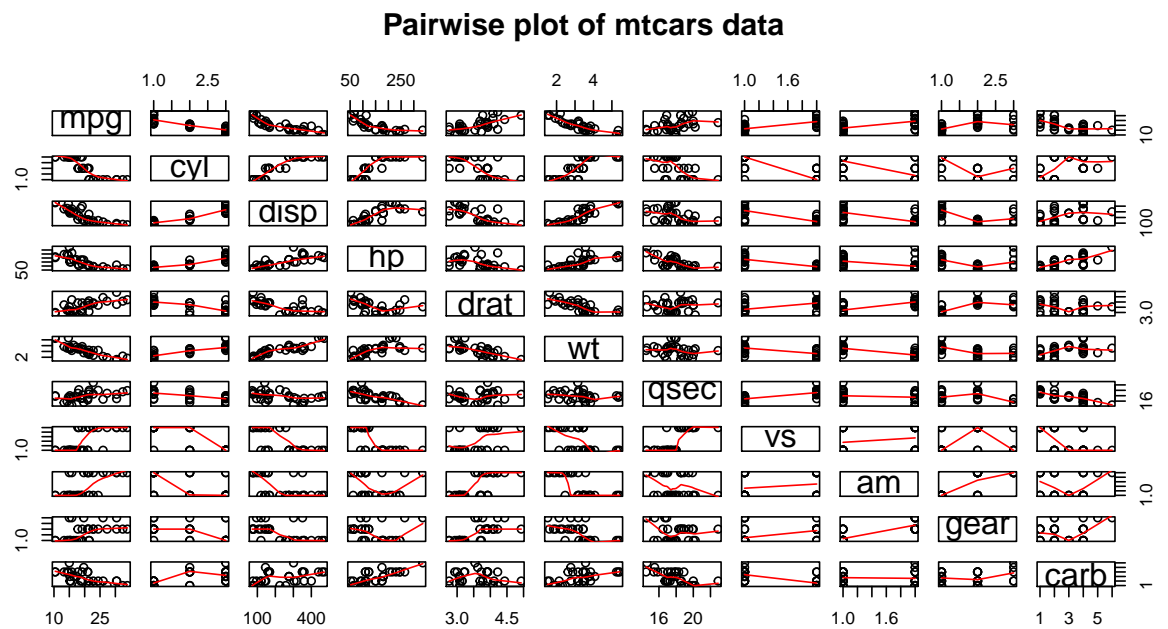 Pairwise plot of mtcars data
1.0 2.5 50 250 2 4 1.0 1.6 1.0 2.5
mpg 1.0
1.0 cyl
disp 100
50 hp
drat 3.0
2 wt
qsec 16
1.0 vs
am 1.0
1.0 gear
carb 1
10 25 100 400 3.0 4.5 16 20 1.0 1.6 1 3 5